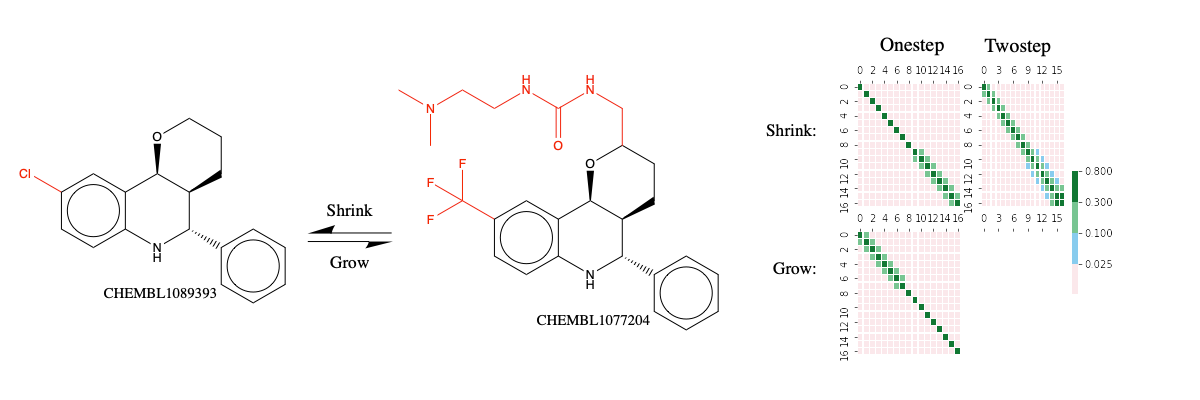 Onestep
Twostep
0 2 4 6 8 10 12 14 16
0 3 6 9 12 15
Shrink:
0
2
4
6
8
10
12
14
16
0
2
4
6
8
10
12
14
16
0.800
0.300
0.100
0.025
0 2 4 6 8 10 12 14 16
0 3 6 9 12 15
Grow:
0
2
4
6
8
10
12
14
16
Cl
O
N
H
CHEMBL1089393
Shrink
Grow
N
H
N
H
N
O
F
F
F
O
N
H
CHEMBL1077204